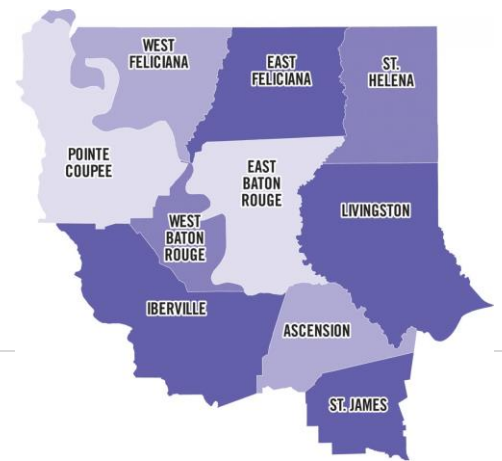 WEST
FELICIANA
EAST
FELICIANA
ST.
HELENA
POINTE
COUPEE
EAST
BATON
ROUGE
WEST
BATON
ROUGE
LIVINGSTON
IBERVILLE
ASCENSION
ST. JAMES